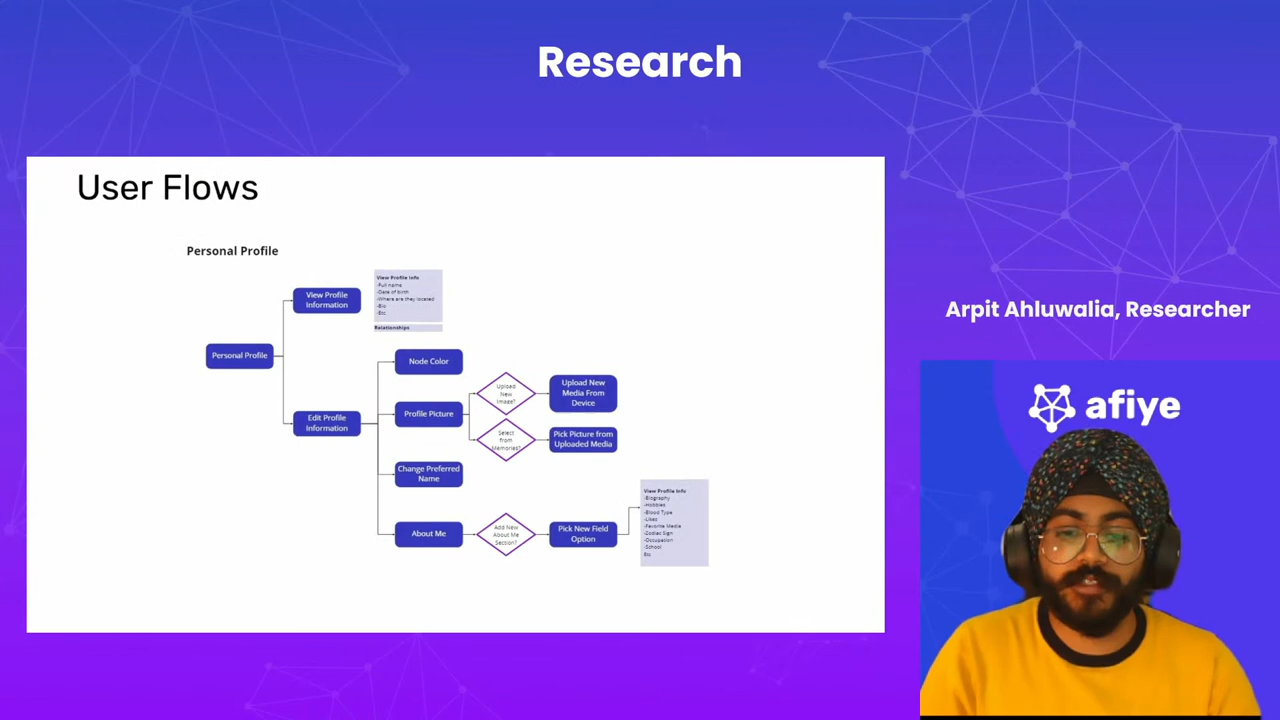 Research
User Flows
Personal Profile
View Profile
Information
View Profile Info
-Full name
-Date of birth
-Where are they located
-Bio
-Etc
Relationships
Personal Profile
Edit Profile
Information
Node Color
Profile Picture
Upload
New
Image?
Upload New
Media From
Device
Select
from
Memories?
Pick Picture from
Uploaded Media
Change Preferred
Name
About Me
Add New
About Me
Section?
Pick New Field
Option
View Profile Info
-Biography
-Hobbies
-Blood Type
-Likes
-Favorite Media
-Zodiac Sign
-Occupation
-School
Etc
Arpit Ahluwalia, Researcher
afiye